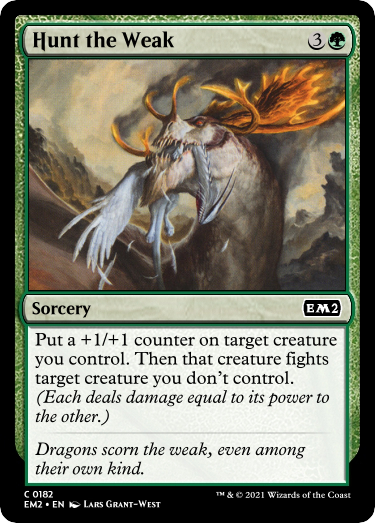 Hunt the Weak 3
Sorcery EM2
Put a +1/+1 counter on target creature
you control. Then that creature fights
target creature you don't control.
(Each deals damage equal to its power to
the other.)
Dragons scorn the weak, even among
their own kind.
C 0182
EM2 • EN Lars Grant-West
™ & © 2021 Wizards of the Coast